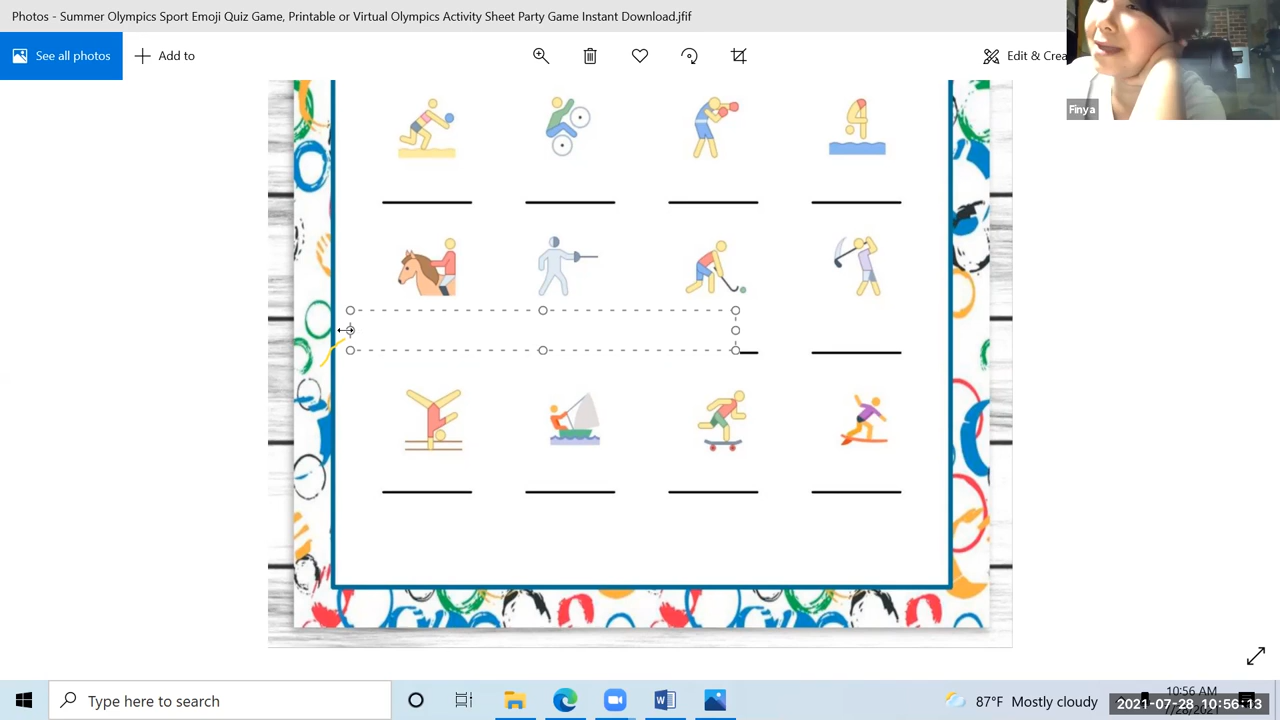 Photos - Summer Olympics Sport Emoji Quiz Game, Printable or Virtual Olympics Activity Sheet Party Game Instant Download.jfif
See all photos
Add to
Edit & Crea
Finya
Type here to search
87°F Mostly cloudy
10:56 AM
2021-07-28 10:56:13